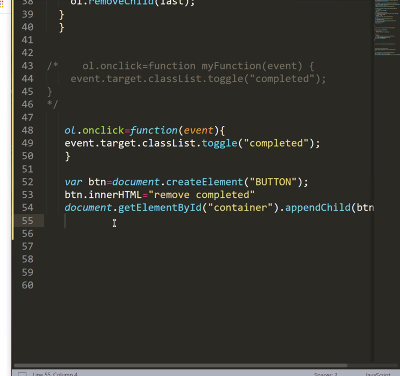 38 ol.removeChild(last);
39 }
40 }
41
42
43 /* ol.onclick=function myFunction(event) {
44 event.target.classList.toggle("completed");
45 }
46 */
47
48 ol.onclick=function(event){
49 event.target.classList.toggle("completed");
50 }
51
52 var btn=document.createElement("BUTTON");
53 btn.innerHTML="remove completed"
54 document.getElementById("container").appendChild(btn
55
56
57
58
59
60
Line 55, Column 4 Spaces: 2 JavaScript